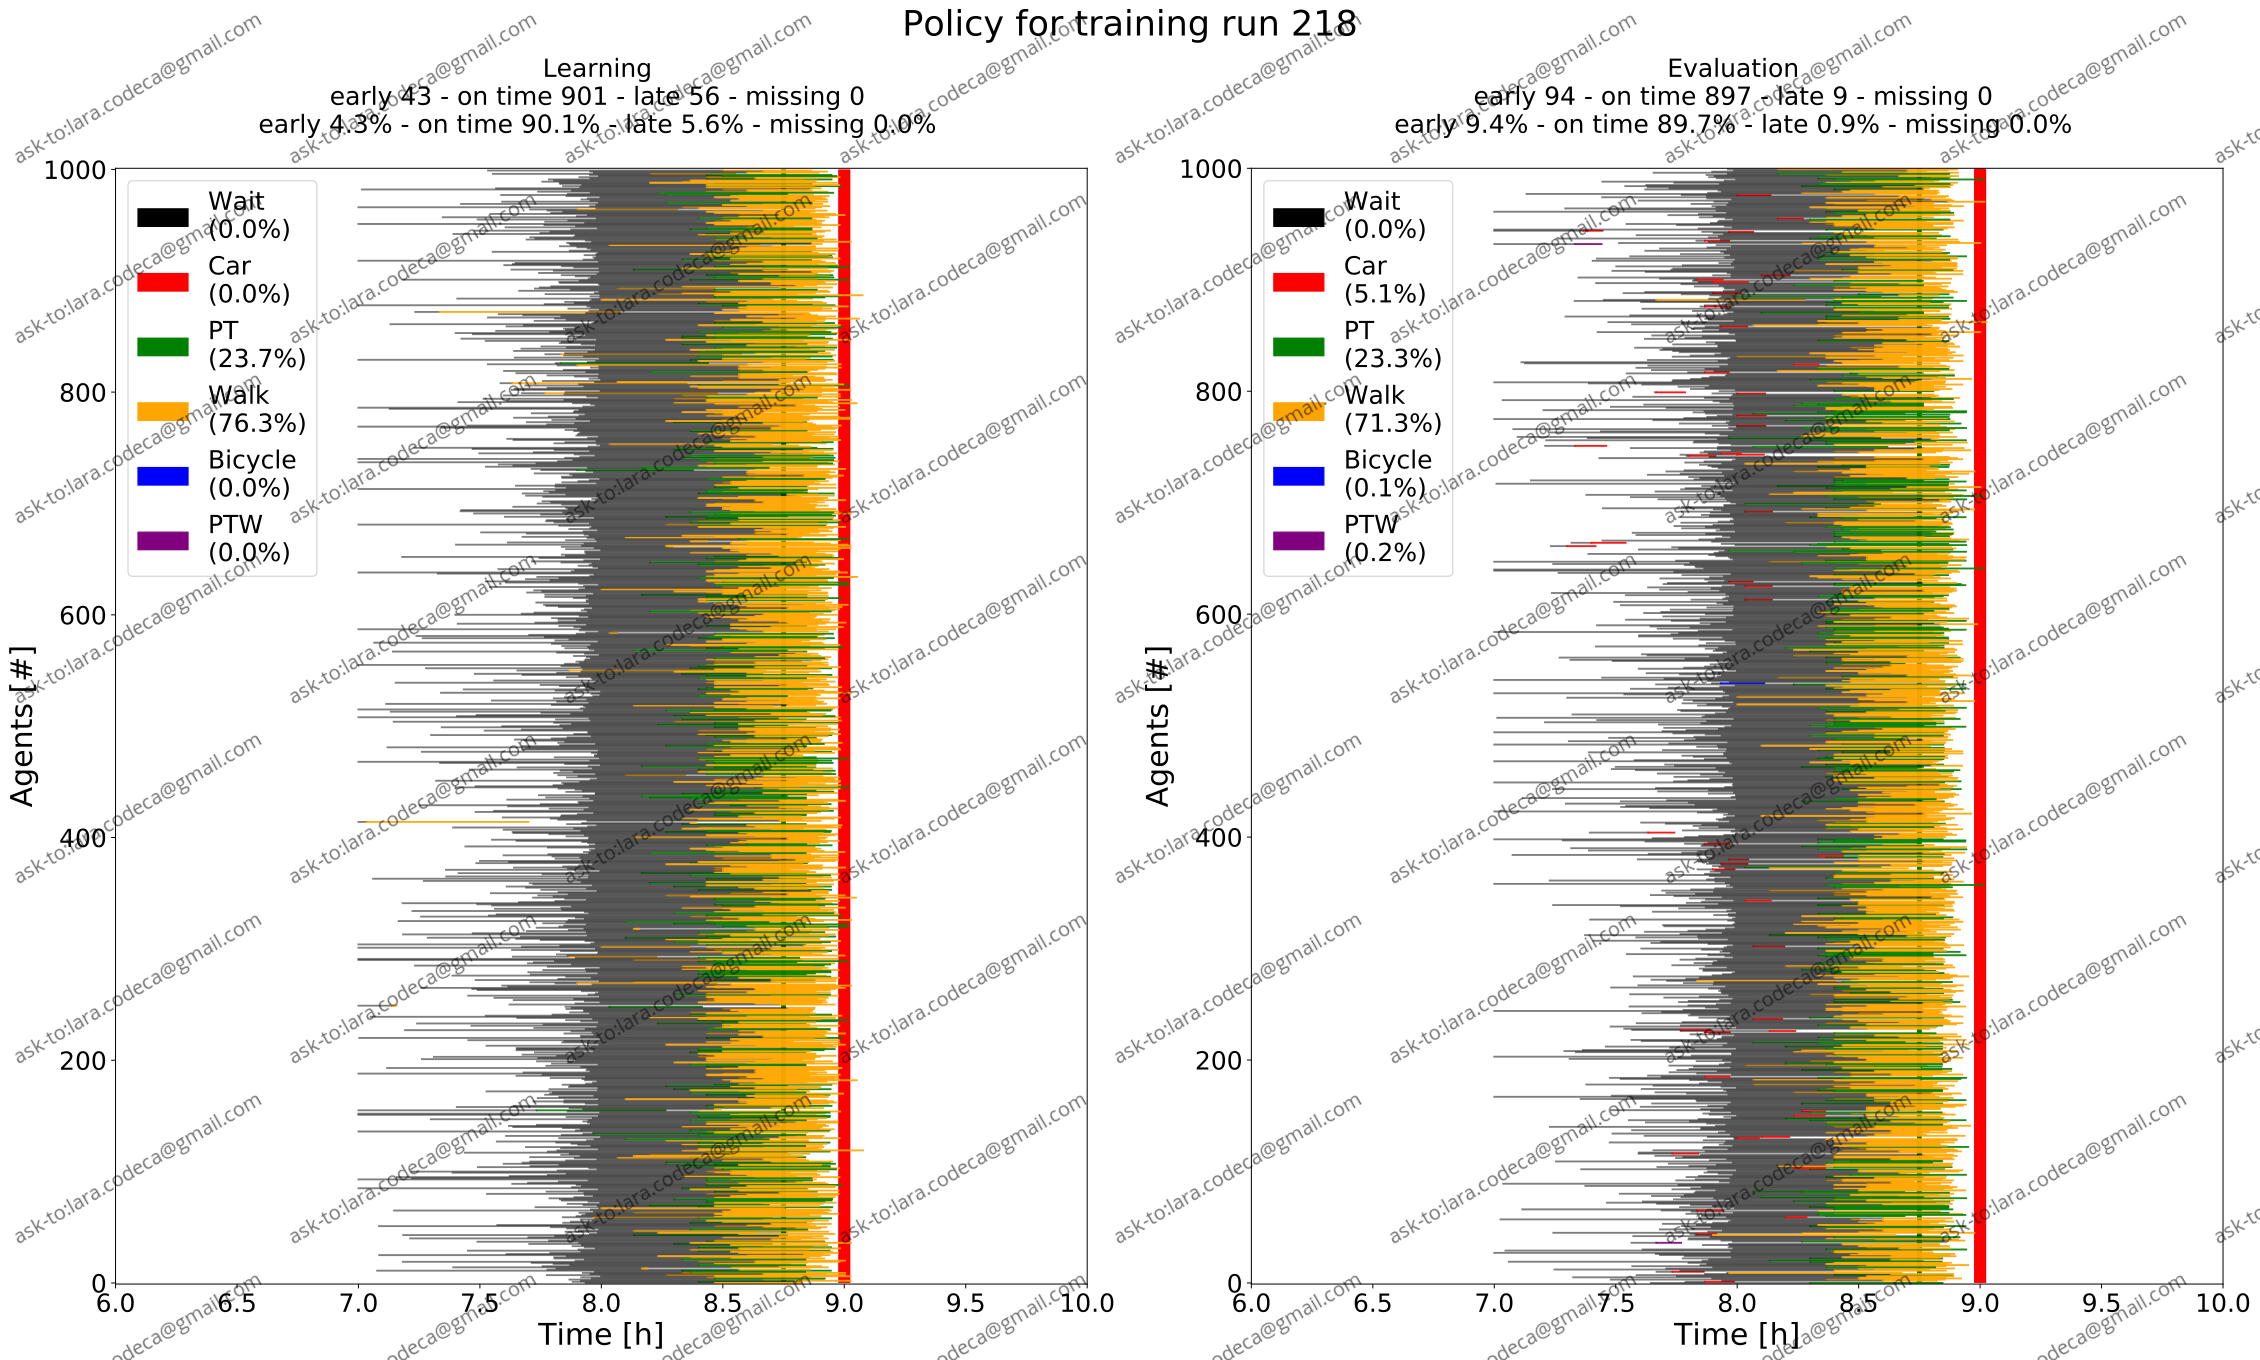 Policy for training run 218
Learning
early 43 - on time 901 - late 56 - missing 0
early 4.3% - on time 90.1% - late 5.6% - missing 0.0%
1000
800
600
400
200
0
Agents [#]
Wait
(0.0%)
Car
(0.0%)
PT
(23.7%)
Walk
(76.3%)
Bicycle
(0.0%)
PTW
(0.0%)
6.0 6.5 7.0 7.5 8.0 8.5 9.0 9.5 10.0
Time [h]
Evaluation
early 94 - on time 897 - late 9 - missing 0
early 9.4% - on time 89.7% - late 0.9% - missing 0.0%
1000
800
600
400
200
0
Agents [#]
Wait
(0.0%)
Car
(5.1%)
PT
(23.3%)
Walk
(71.3%)
Bicycle
(0.1%)
PTW
(0.2%)
6.0 6.5 7.0 7.5 8.0 8.5 9.0 9.5 10.0
Time [h]
ask-to:lara.codeca@gmail.com